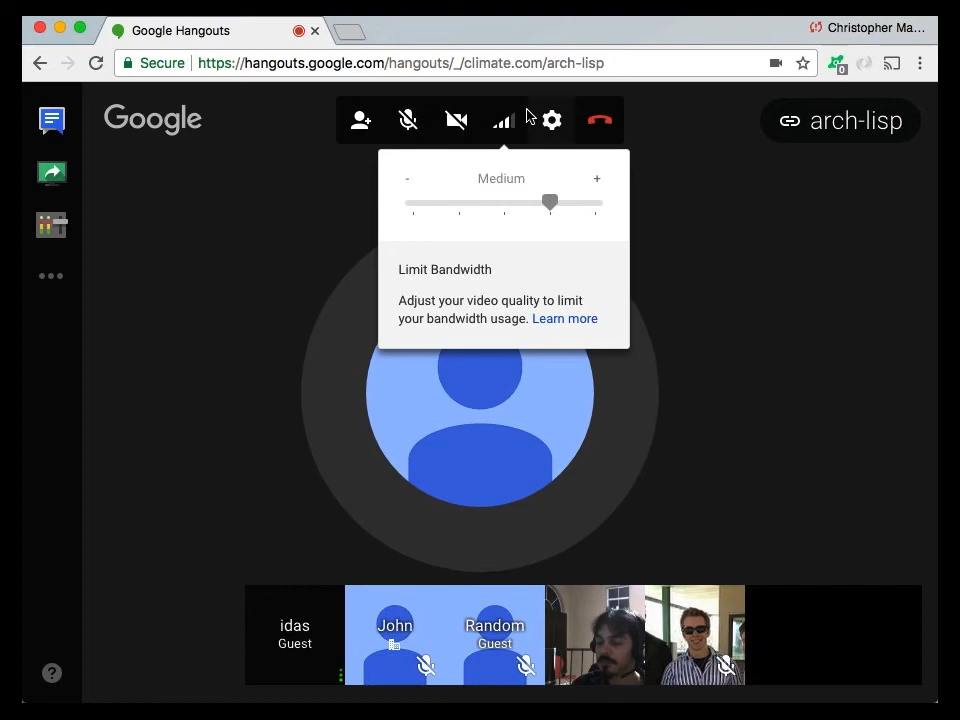 Google Hangouts
Christopher Ma...
Secure https://hangouts.google.com/hangouts/_/climate.com/arch-lisp
0
Google
arch-lisp
- Medium +
Limit Bandwidth
Adjust your video quality to limit
your bandwidth usage. Learn more
idas
Guest
John
Random
Guest